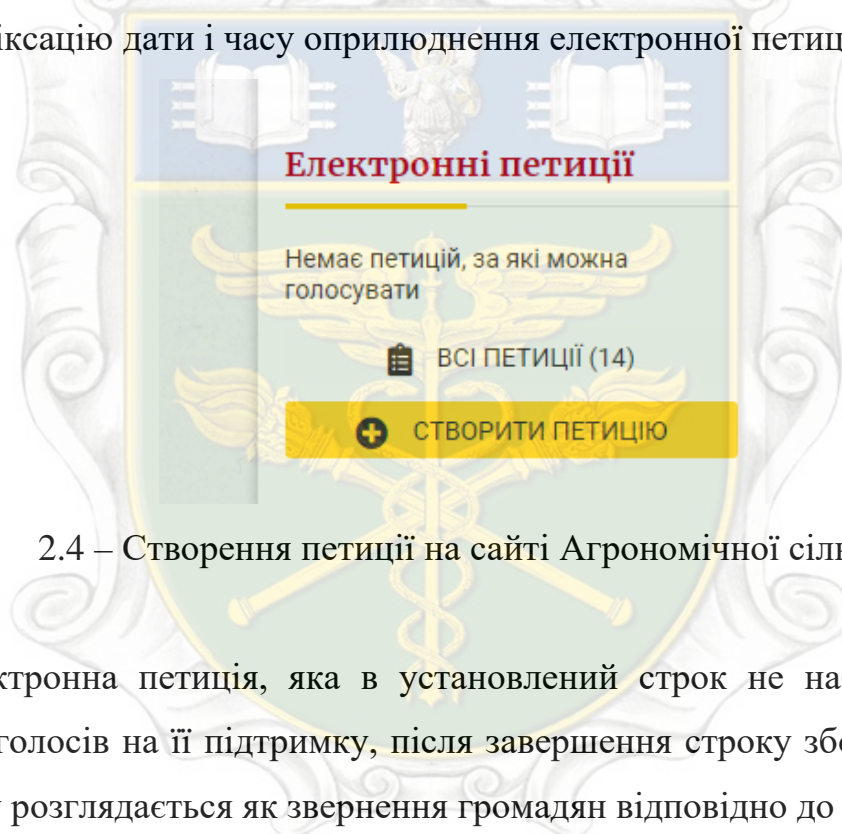 іксацію дати і часу оприлюднення електронної петиц
Електронні петиції
Немає петицій, за які можна
голосувати
ВСІ ПЕТИЦІЇ (14)
СТВОРИТИ ПЕТИЦІЮ
2.4 – Створення петиції на сайті Агрономічної сіль
ктронна петиція, яка в установлений строк не на
голосів на її підтримку, після завершення строку збо
розглядається як звернення громадян відповідно до